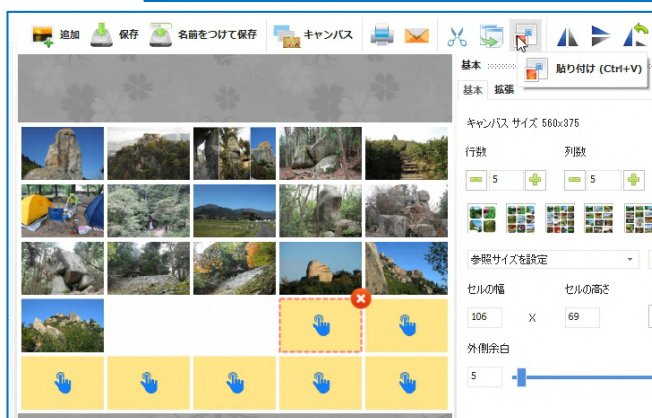 追加 保存 名前をつけて保存 キャンバス
基本
貼り付け (Ctrl+V)
基本 拡張
キャンバス サイズ 560x375
行数 列数
5 5
参照サイズを設定
セルの幅 セルの高さ
106 X 69
外側余白
5